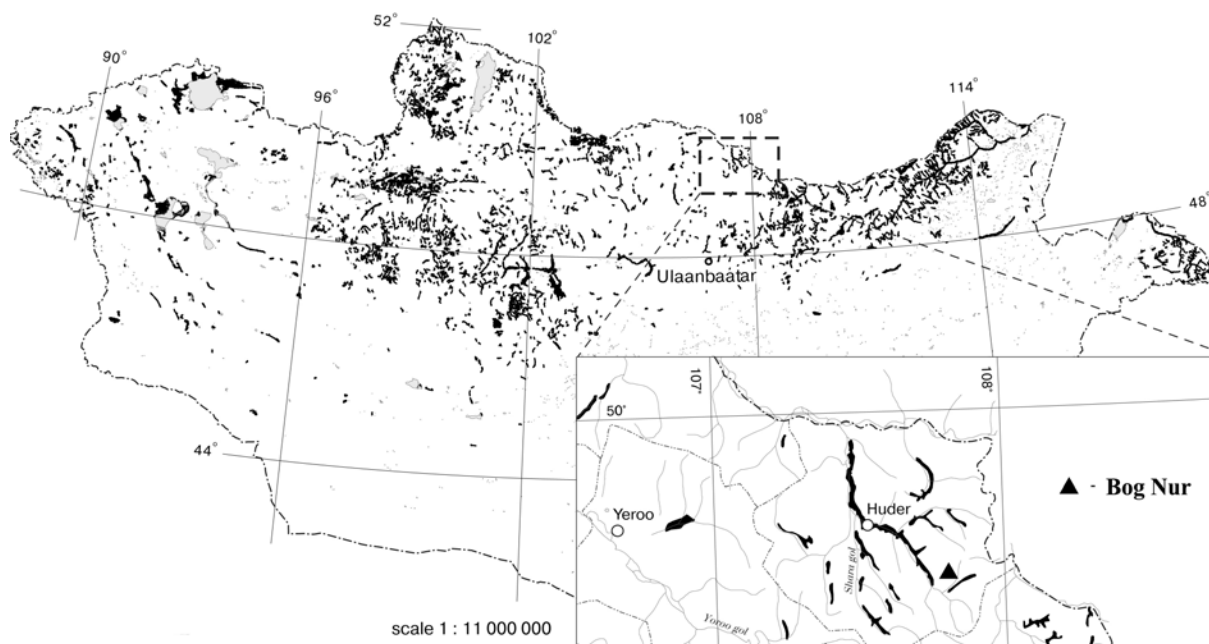 52°
90°
102°
96°
108°
114°
48°
Ulaanbaatar
44°
107°
108°
50°
▲ - Bog Nur
Huder
Yeroo
Shara gol
Yoroo gol
scale 1 : 11 000 000